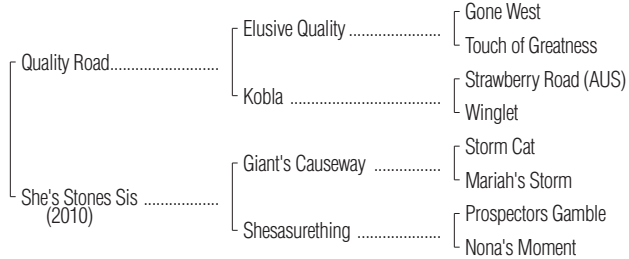 Gone West
Elusive Quality
Touch of Greatness
Quality Road
Strawberry Road (AUS)
Kobla
Winglet
Storm Cat
Giant's Causeway
Mariah's Storm
She's Stones Sis
(2010)
Prospectors Gamble
Shesasurething
Nona's Moment